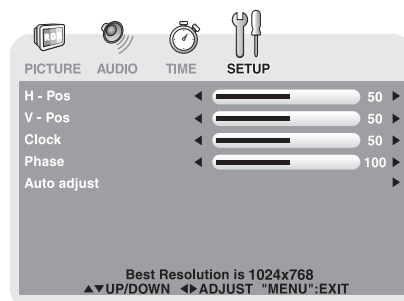 PICTURE AUDIO TIME SETUP
H - Pos 50
V - Pos 50
Clock 50
Phase 100
Auto adjust
Best Resolution is 1024x768
▲▼UP/DOWN ◀▶ADJUST "MENU":EXIT